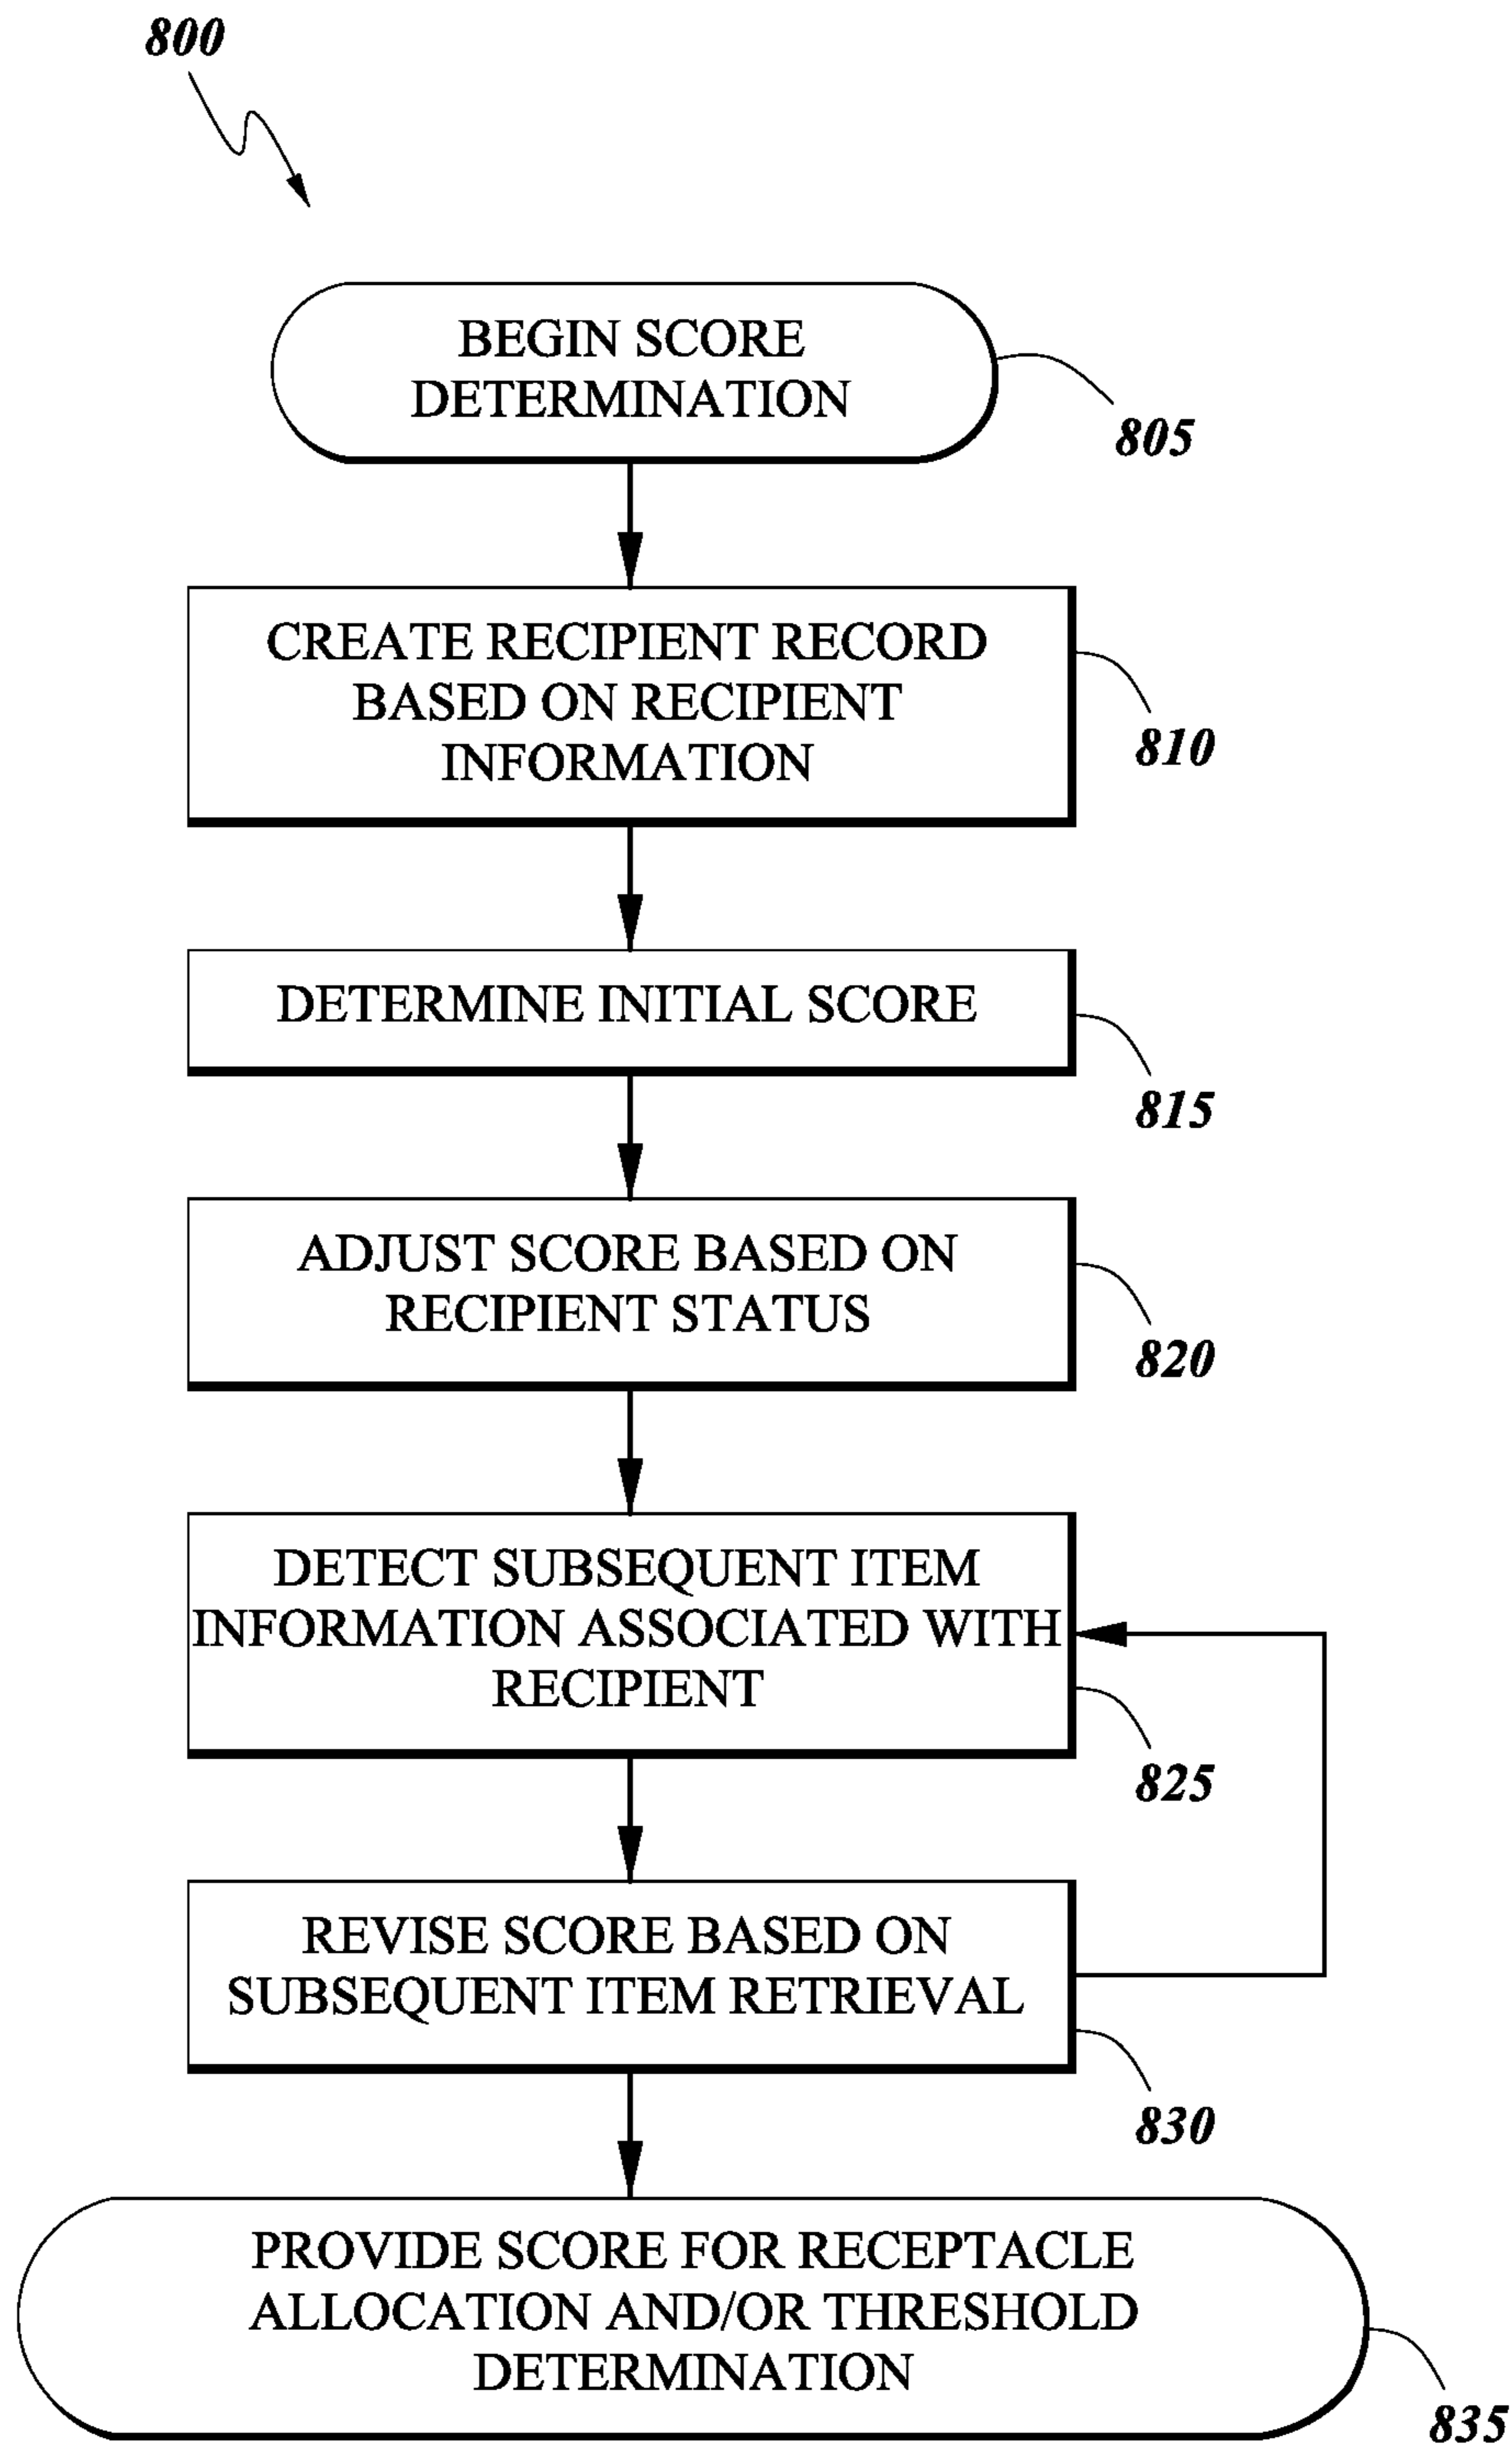 800
BEGIN SCORE
DETERMINATION
805
CREATE RECIPIENT RECORD
BASED ON RECIPIENT
INFORMATION
810
DETERMINE INITIAL SCORE
815
ADJUST SCORE BASED ON
RECIPIENT STATUS
820
DETECT SUBSEQUENT ITEM
INFORMATION ASSOCIATED WITH
RECIPIENT
825
REVISE SCORE BASED ON
SUBSEQUENT ITEM RETRIEVAL
830
PROVIDE SCORE FOR RECEPTACLE
ALLOCATION AND/OR THRESHOLD
DETERMINATION
835